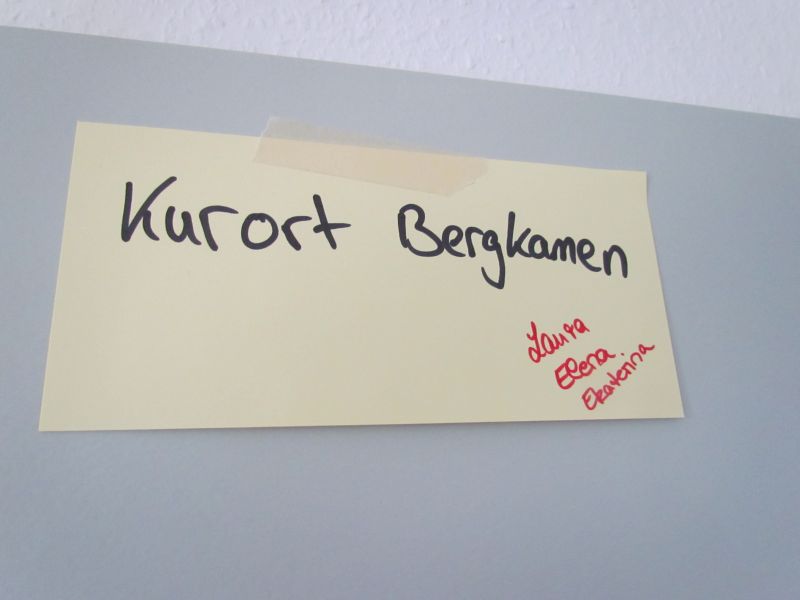 Kurort Bergkamen
Laura
Elena
Ekaterina